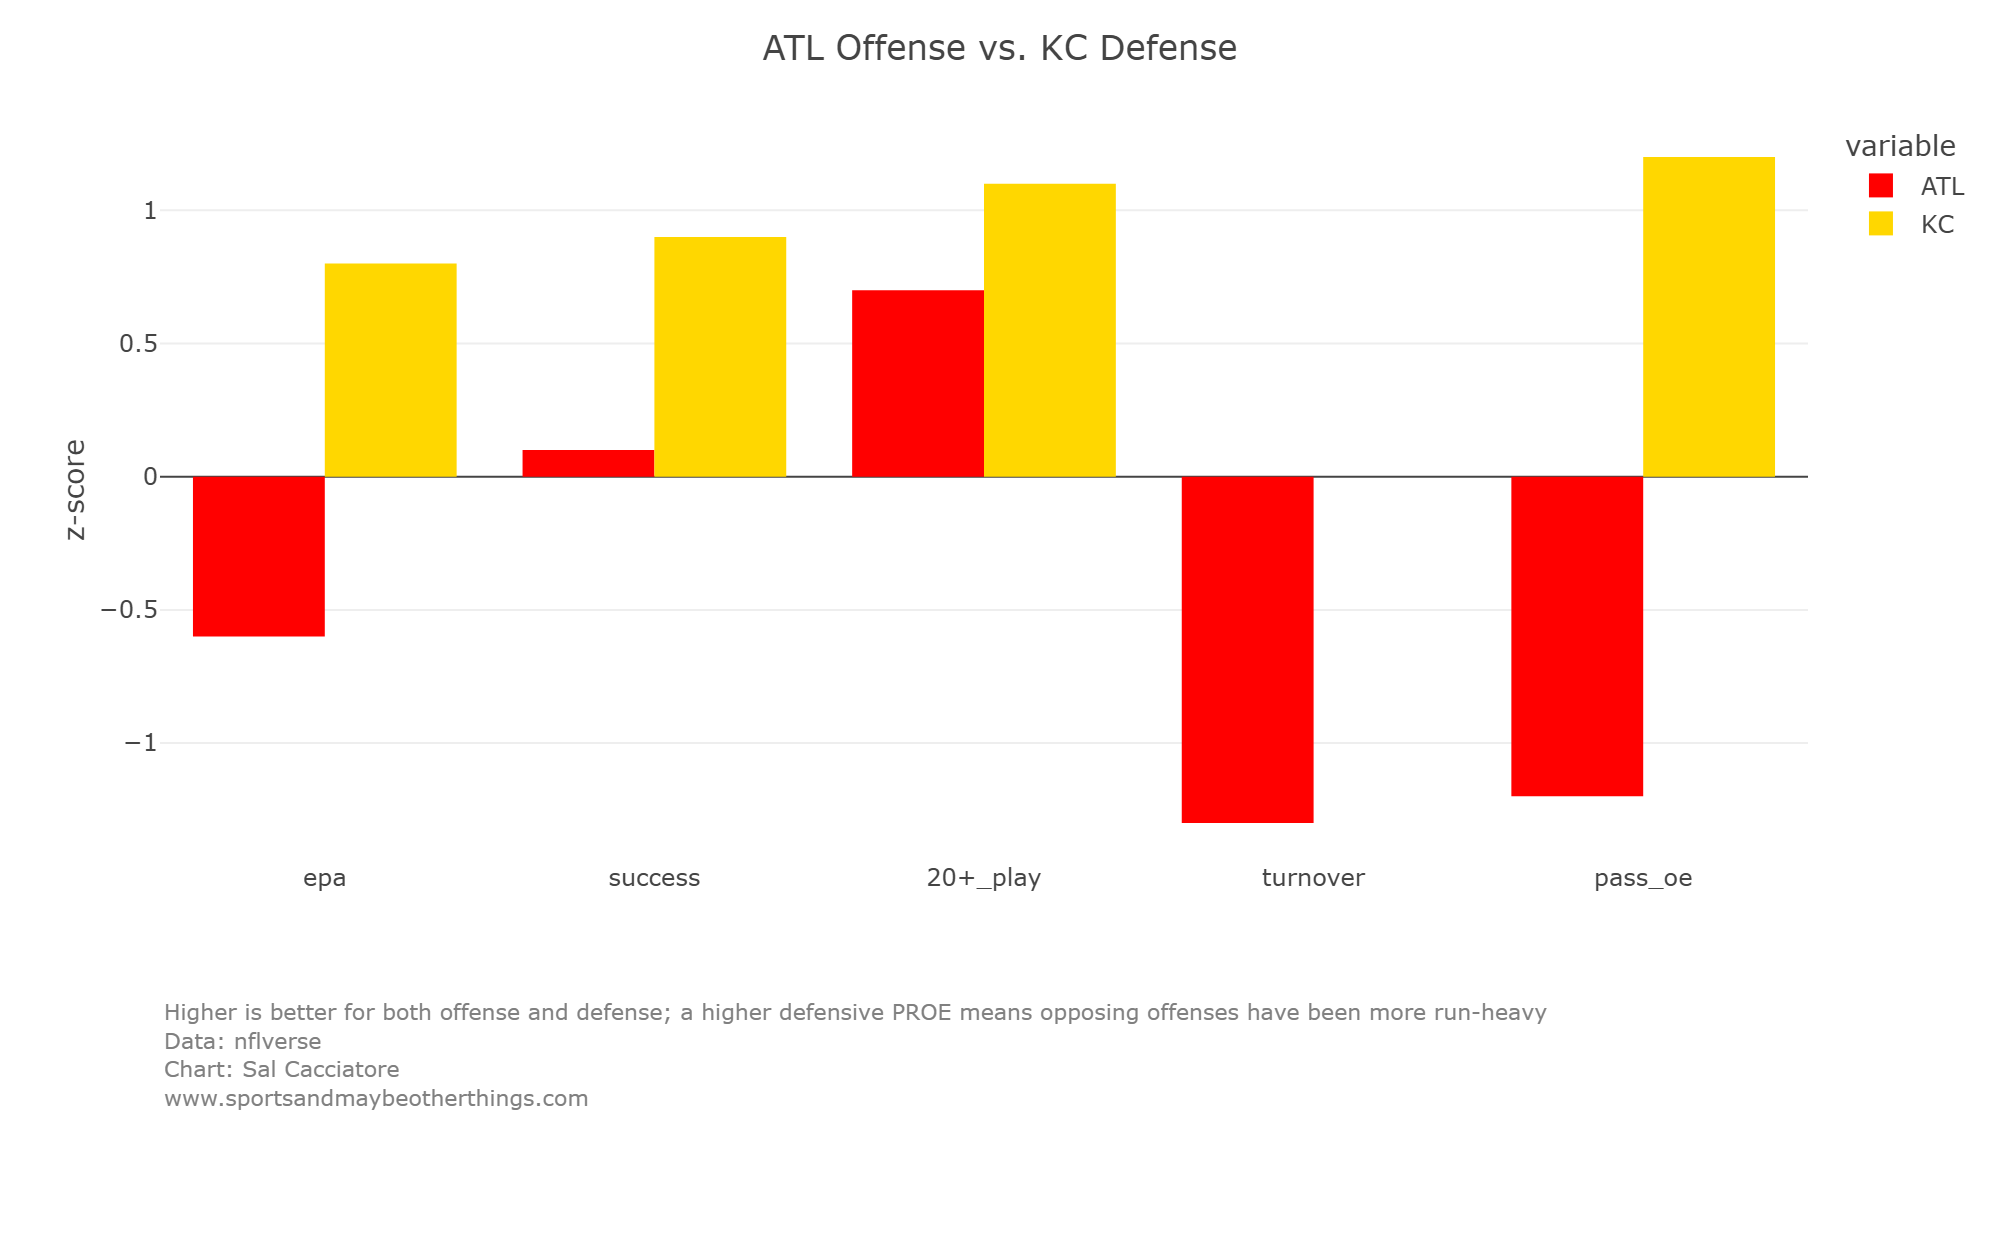 ATL Offense vs. KC Defense
variable
ATL
KC
1
0.5
0
−0.5
−1
z-score
epa
success
20+_play
turnover
pass_oe
Higher is better for both offense and defense; a higher defensive PROE means opposing offenses have been more run-heavy
Data: nflverse
Chart: Sal Cacciatore
www.sportsandmaybeotherthings.com